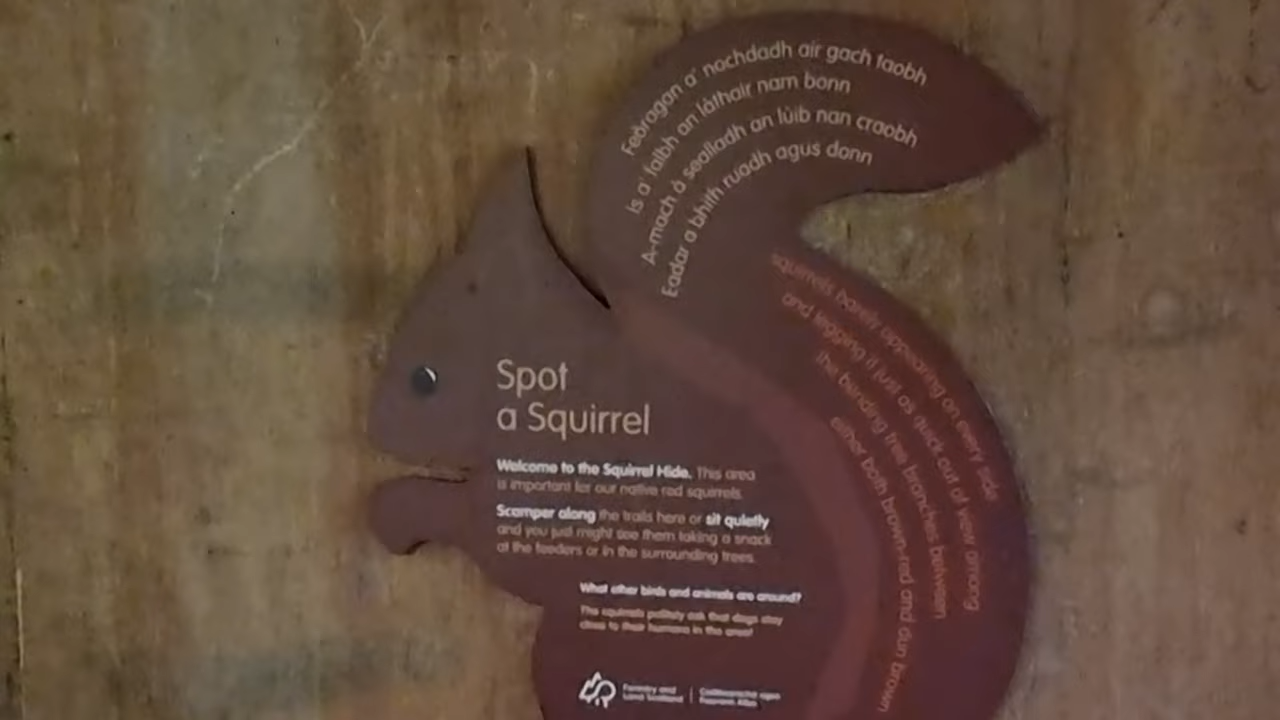 Feòragan a' nochdadh air gach taobh
Is a' falbh an làthair nam bonn
A-mach à sealladh an lùib nan craobh
Eadar a bhith ruadh agus donn
squirrels barely appearing on every side
and legging it just as quick out of view among
the bending tree branches between
either both brown-red and dun brown
Spot
a Squirrel
Welcome to the Squirrel Hide. This area
is important for our native red squirrels.
Scamper along the trails here or sit quietly
and you just might see them taking a snack
at the feeders or in the surrounding trees.
What other birds and animals are around?
The squirrels politely ask that dogs stay
close to their humans in the area!
Forestry and
Land Scotland
Coilltearachd agus
Fearann Alba